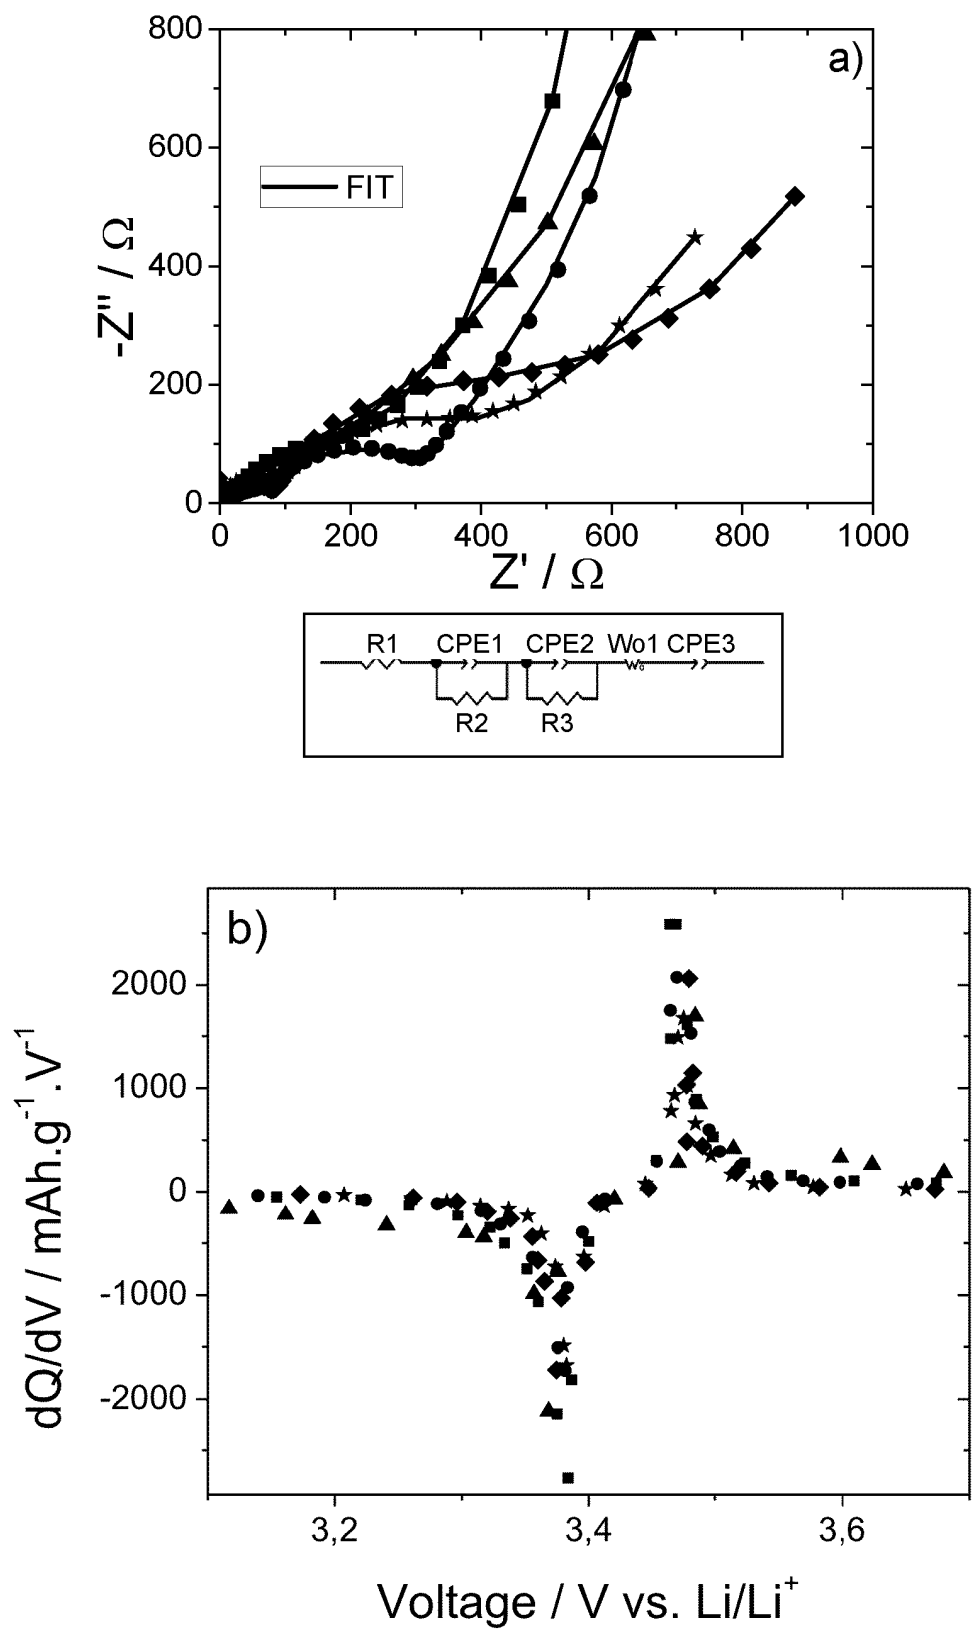 800
a)
600
FIT
400
200
0
-Z'' / Ω
0 200 400 600 800 1000
Z' / Ω
R1 CPE1 CPE2 Wo1 CPE3
R2 R3
b)
2000
1000
0
-1000
-2000
dQ/dV / mAh.g⁻¹.V⁻¹
3,2 3,4 3,6
Voltage / V vs. Li/Li⁺